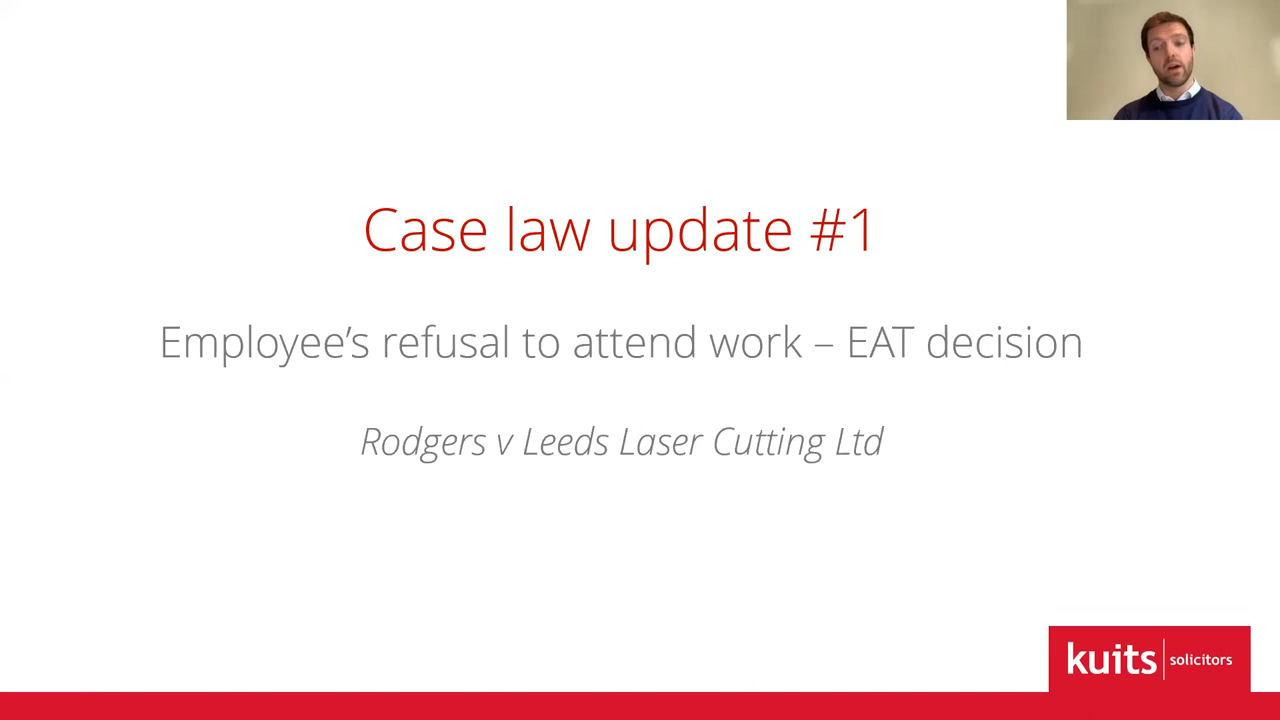 Case law update #1
Employee’s refusal to attend work – EAT decision
Rodgers v Leeds Laser Cutting Ltd
kuits solicitors